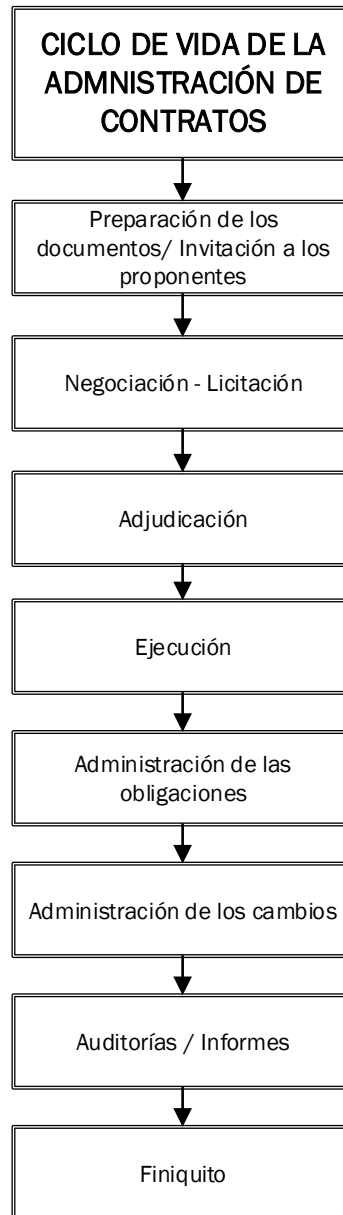 CICLO DE VIDA DE LA
ADMNISTRACIÓN DE
CONTRATOS
Preparación de los
documentos/ Invitación a los
proponentes
Negociación - Licitación
Adjudicación
Ejecución
Administración de las
obligaciones
Administración de los cambios
Auditorías / Informes
Finiquito